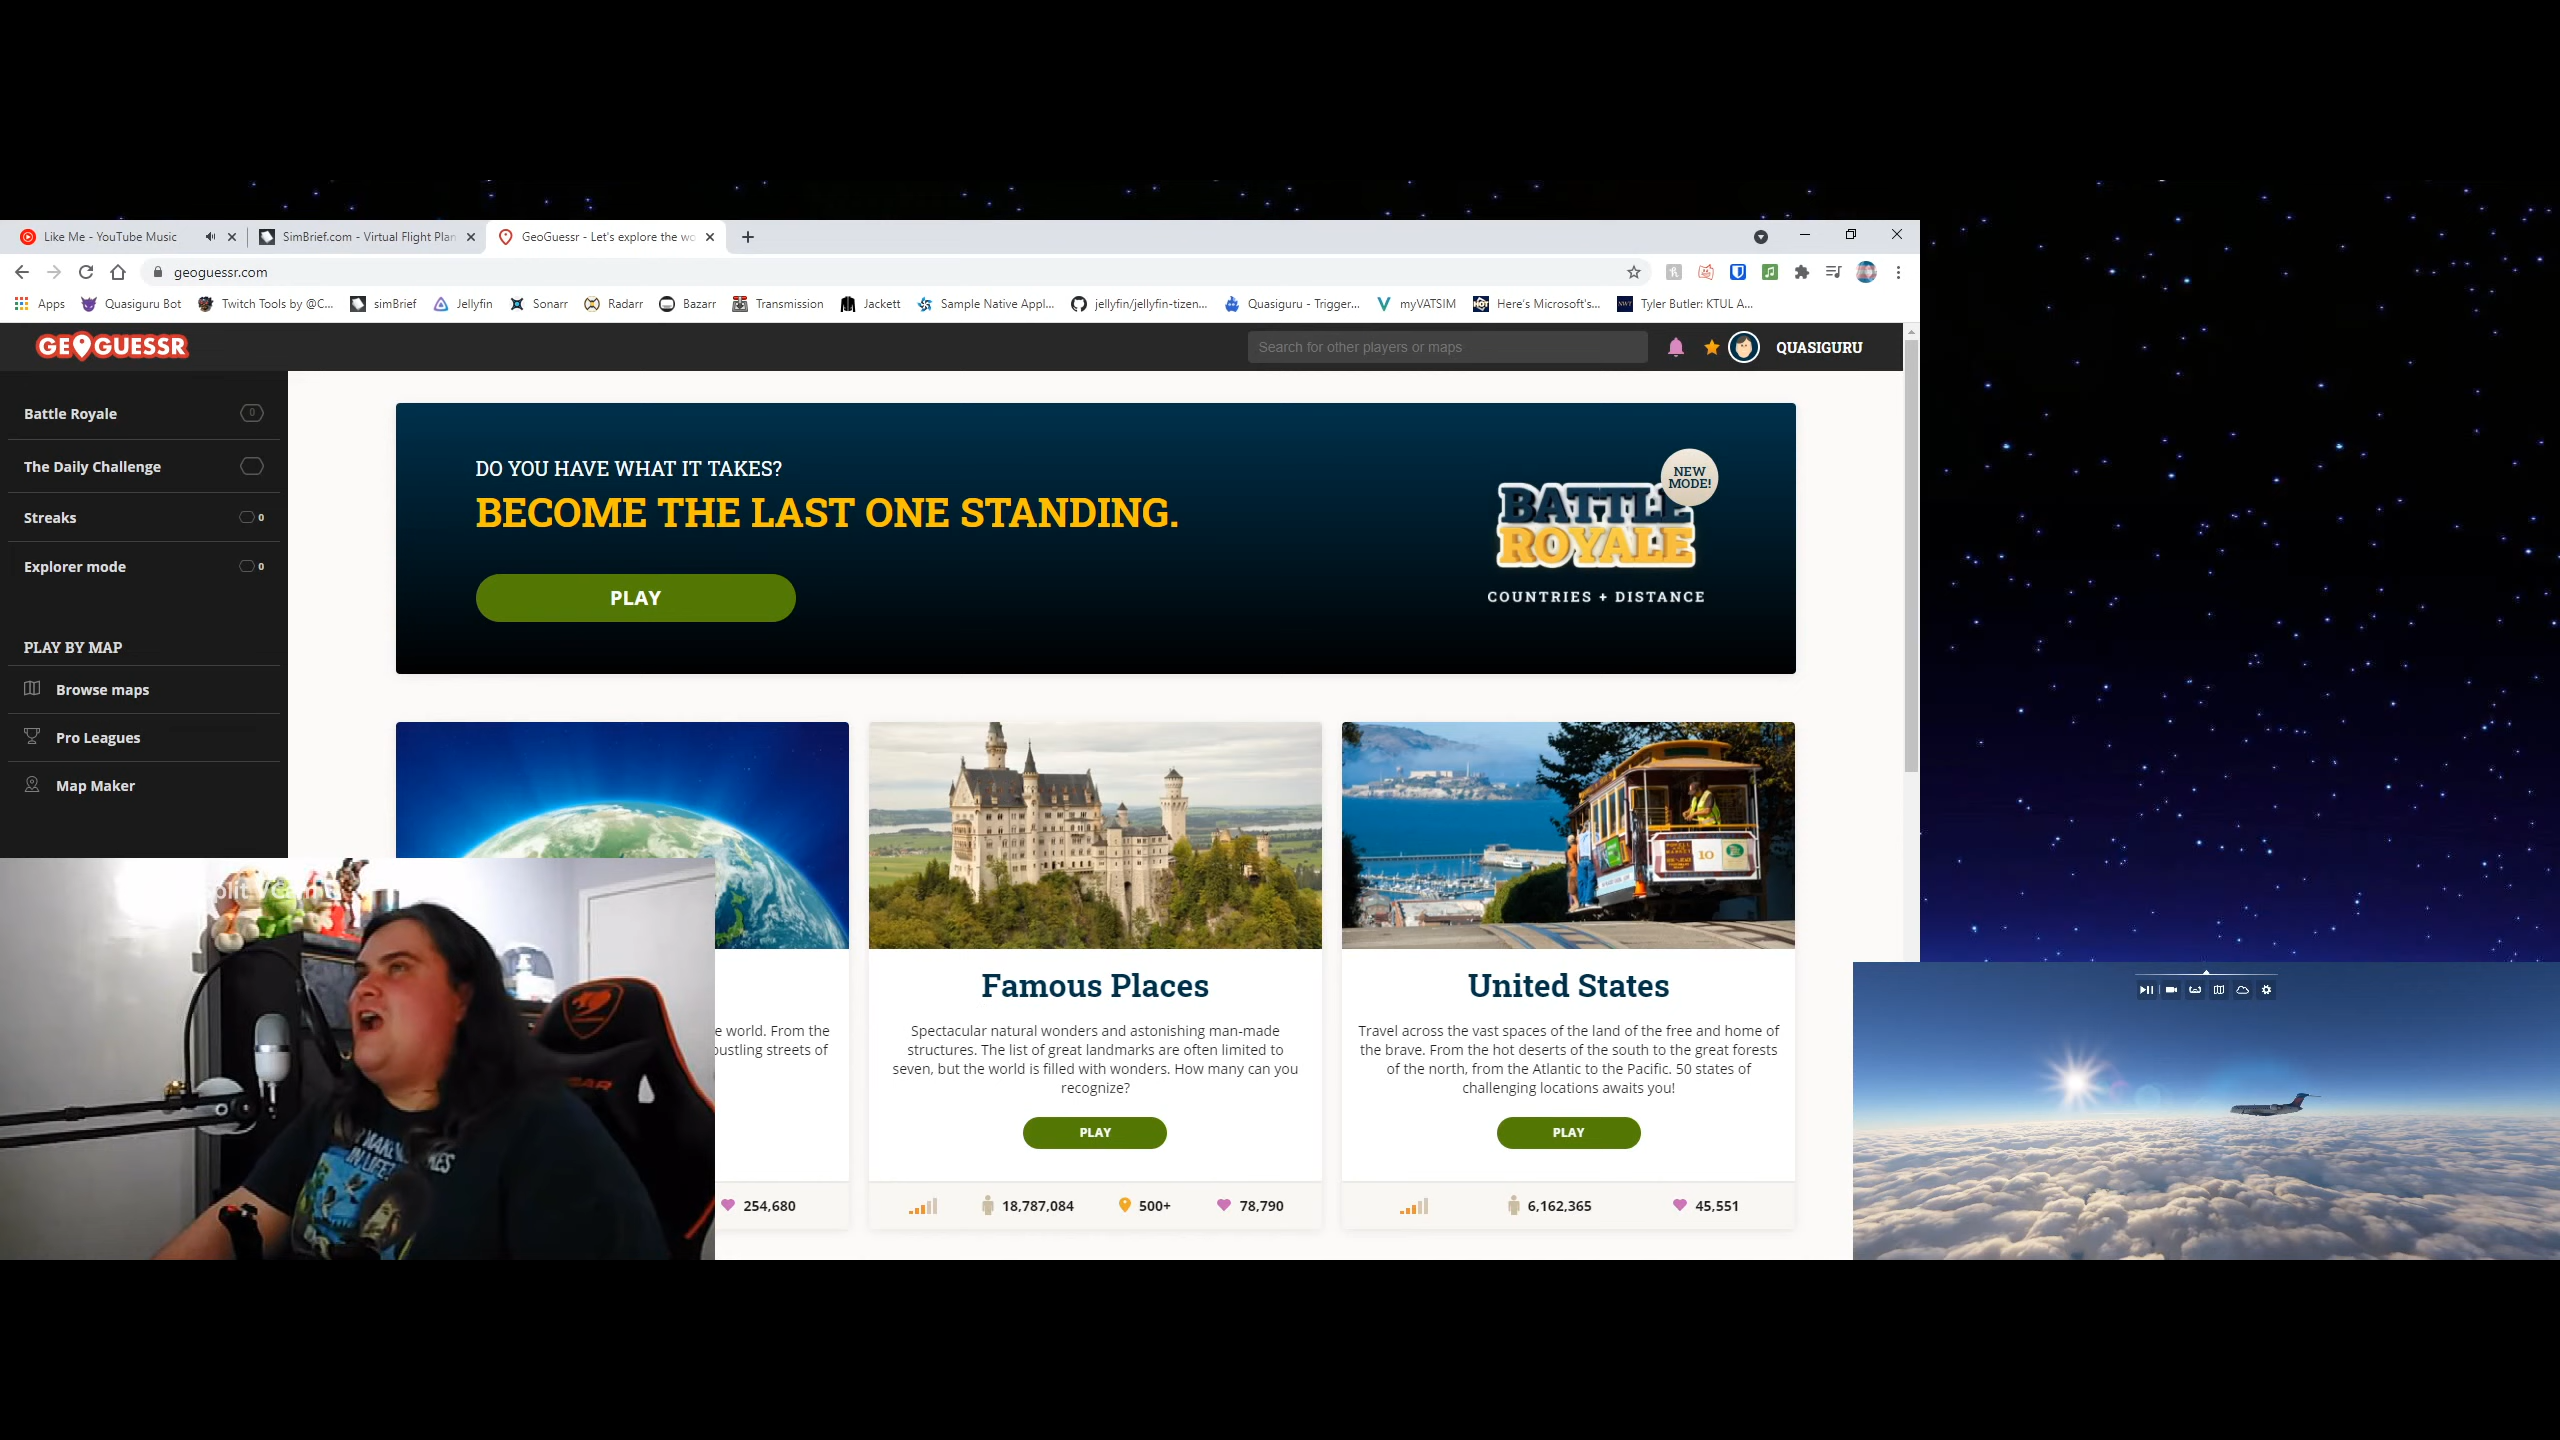 Like Me - YouTube Music
SimBrief.com - Virtual Flight Plan
GeoGuessr - Let's explore the wo
geoguessr.com
Apps
Quasiguru Bot
Twitch Tools by @C...
simBrief
Jellyfin
Sonarr
Radarr
Bazarr
Transmission
Jackett
Sample Native Appl...
jellyfin/jellyfin-tizen...
Quasiguru - Trigger...
myVATSIM
Here's Microsoft's...
Tyler Butler: KTUL A...
GEOGUESSR
Search for other players or maps
QUASIGURU
Battle Royale 0
The Daily Challenge
Streaks 0
Explorer mode 0
PLAY BY MAP
Browse maps
Pro Leagues
Map Maker
DO YOU HAVE WHAT IT TAKES?
BECOME THE LAST ONE STANDING.
PLAY
NEW
MODE!
BATTLE
ROYALE
COUNTRIES + DISTANCE
10
e world. From the
bustling streets of
254,680
Famous Places
Spectacular natural wonders and astonishing man-made
structures. The list of great landmarks are often limited to
seven, but the world is filled with wonders. How many can you
recognize?
PLAY
18,787,084
500+
78,790
United States
Travel across the vast spaces of the land of the free and home of
the brave. From the hot deserts of the south to the great forests
of the north, from the Atlantic to the Pacific. 50 states of
challenging locations awaits you!
PLAY
6,162,365
45,551